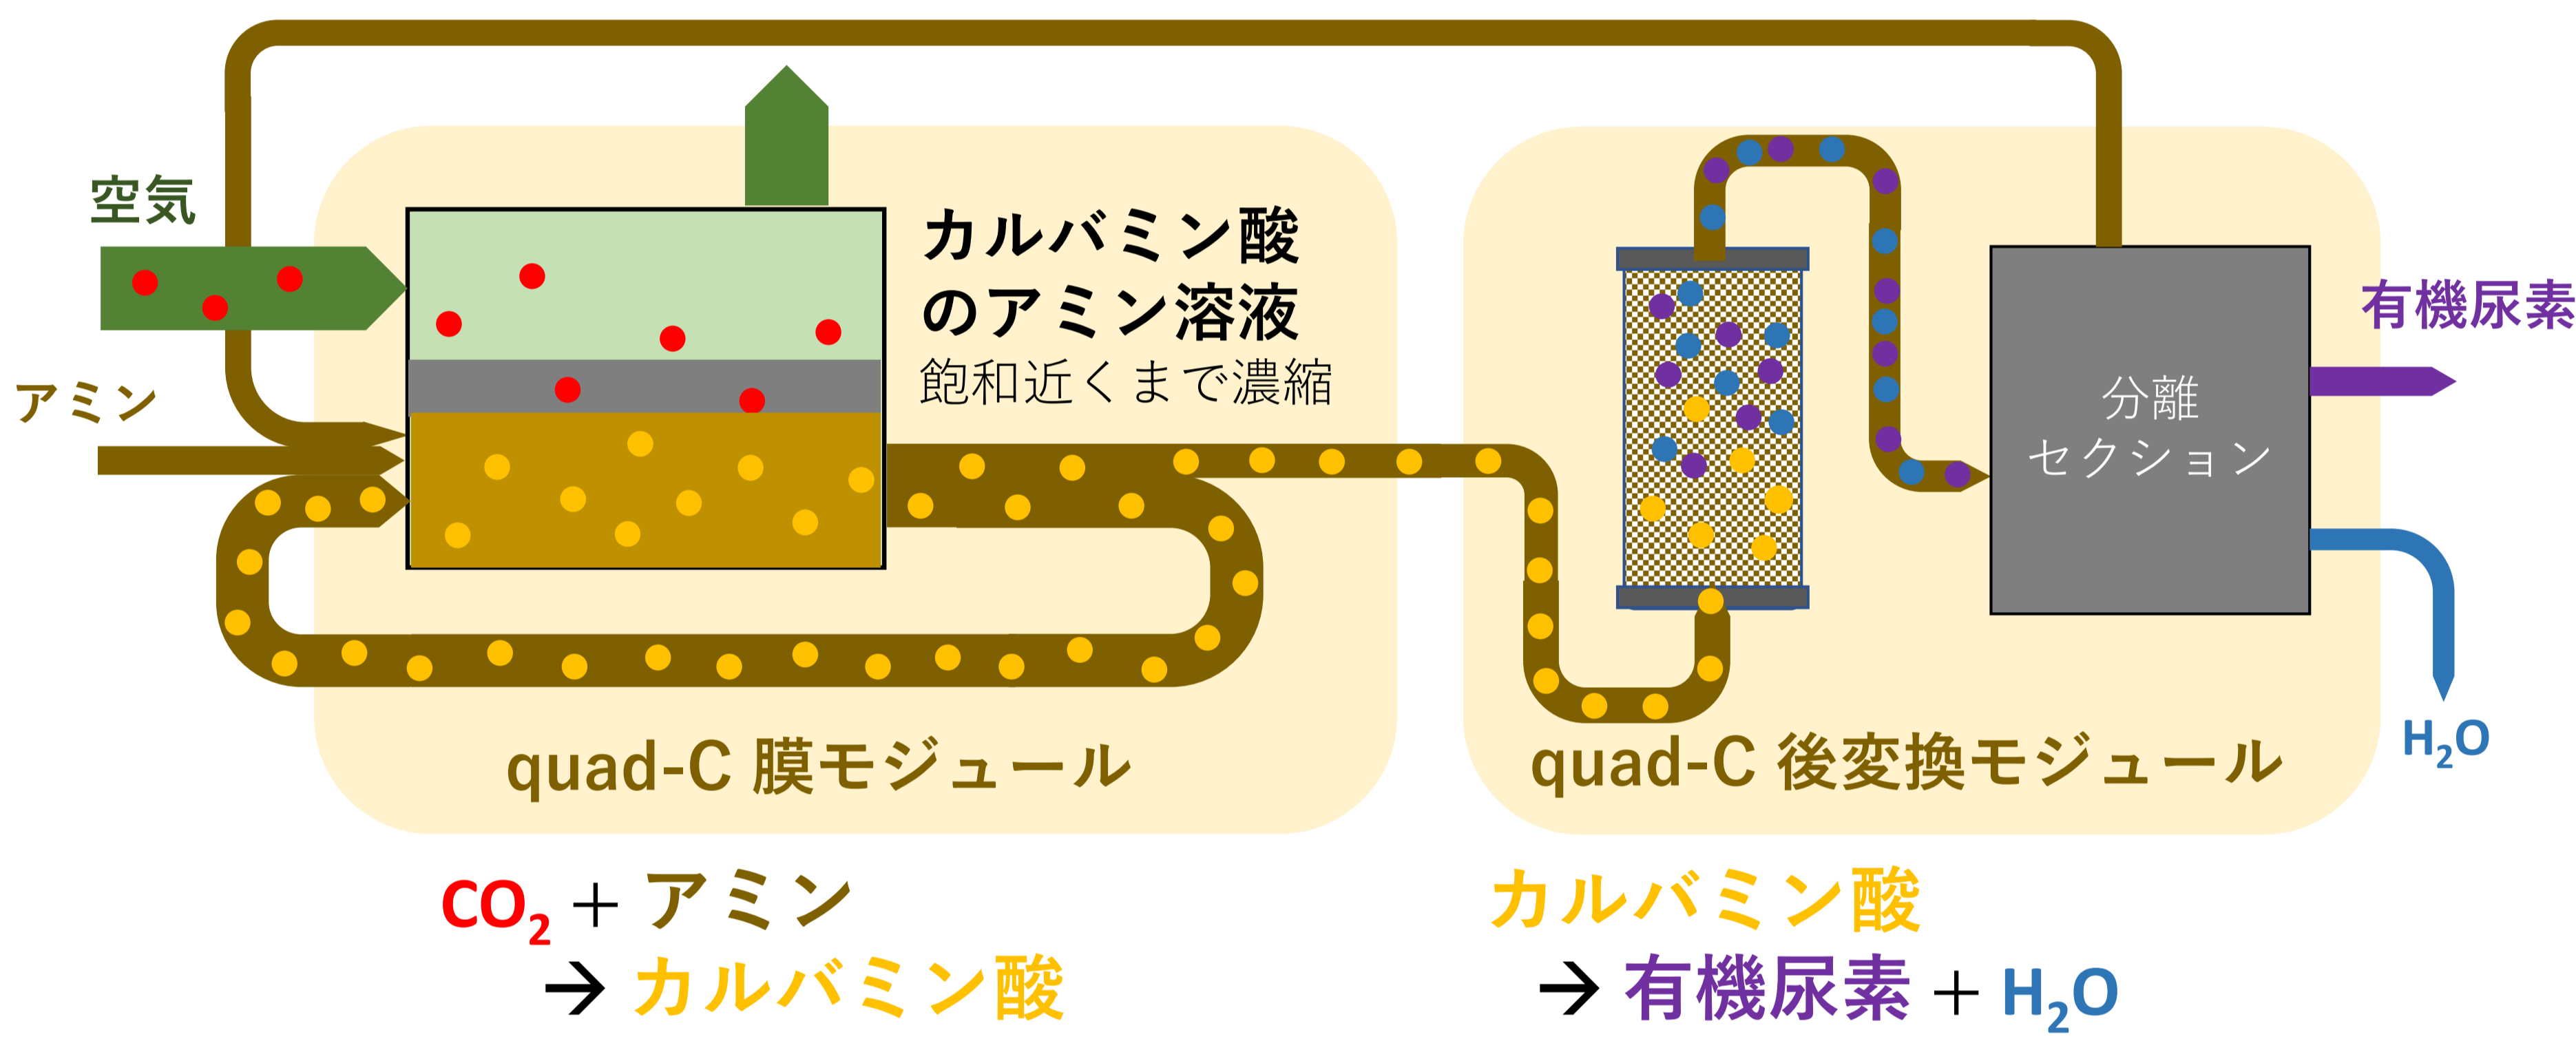 空気
アミン
カルバミン酸
のアミン溶液
飽和近くまで濃縮
quad-C 膜モジュール
CO₂ + アミン
→ カルバミン酸
分離
セクション
有機尿素
H₂O
quad-C 後変換モジュール
カルバミン酸
→ 有機尿素 + H₂O